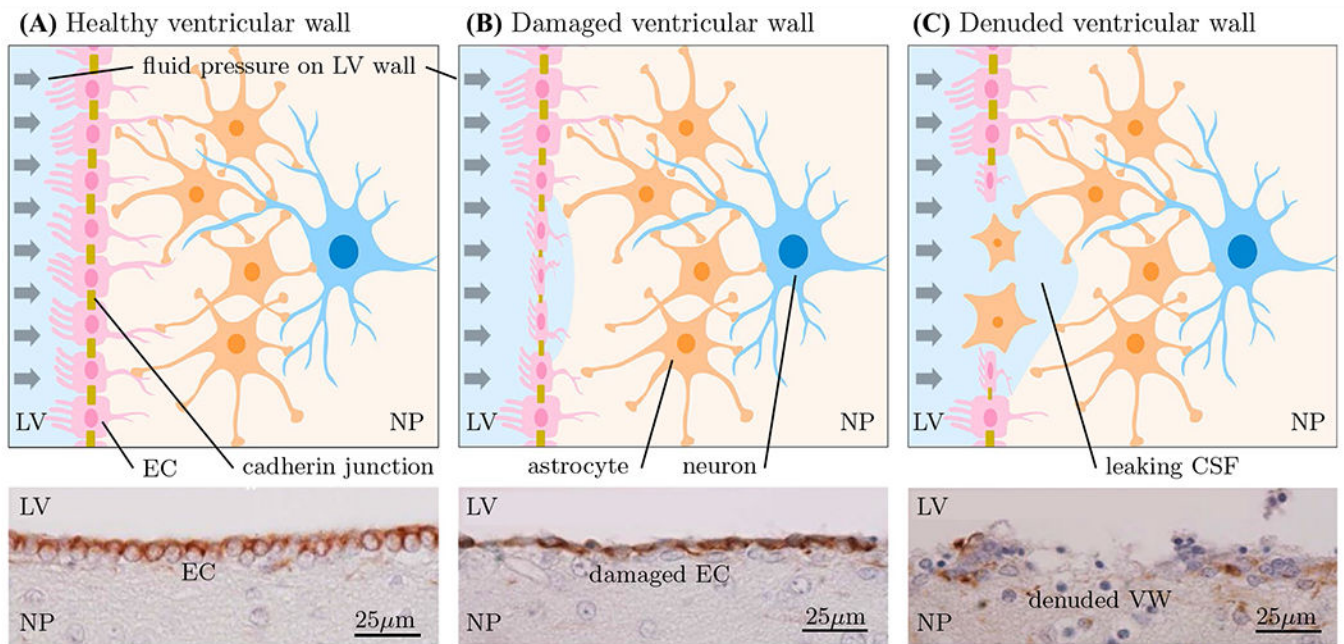 (A) Healthy ventricular wall
(B) Damaged ventricular wall
(C) Denuded ventricular wall
fluid pressure on LV wall
LV
NP
LV
NP
LV
NP
EC
cadherin junction
astrocyte
neuron
leaking CSF
LV
EC
NP
25μm
LV
damaged EC
NP
25μm
LV
denuded VW
NP
25μm